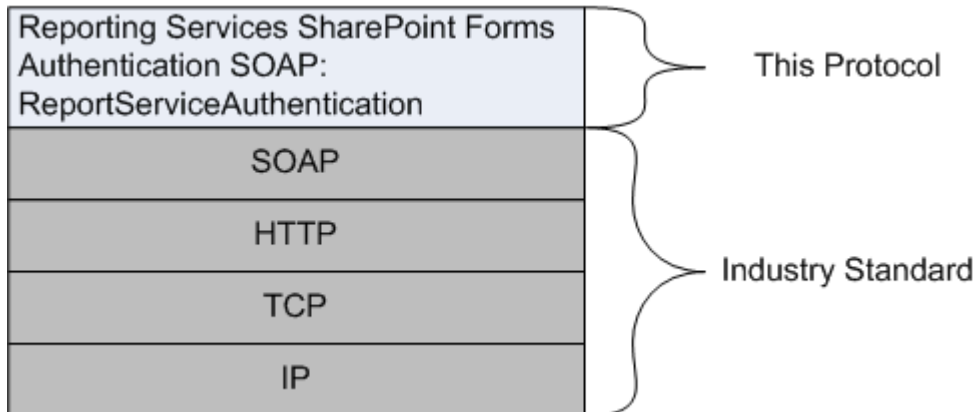 Reporting Services SharePoint Forms
Authentication SOAP:
ReportServiceAuthentication
This Protocol
SOAP
HTTP
TCP
IP
Industry Standard